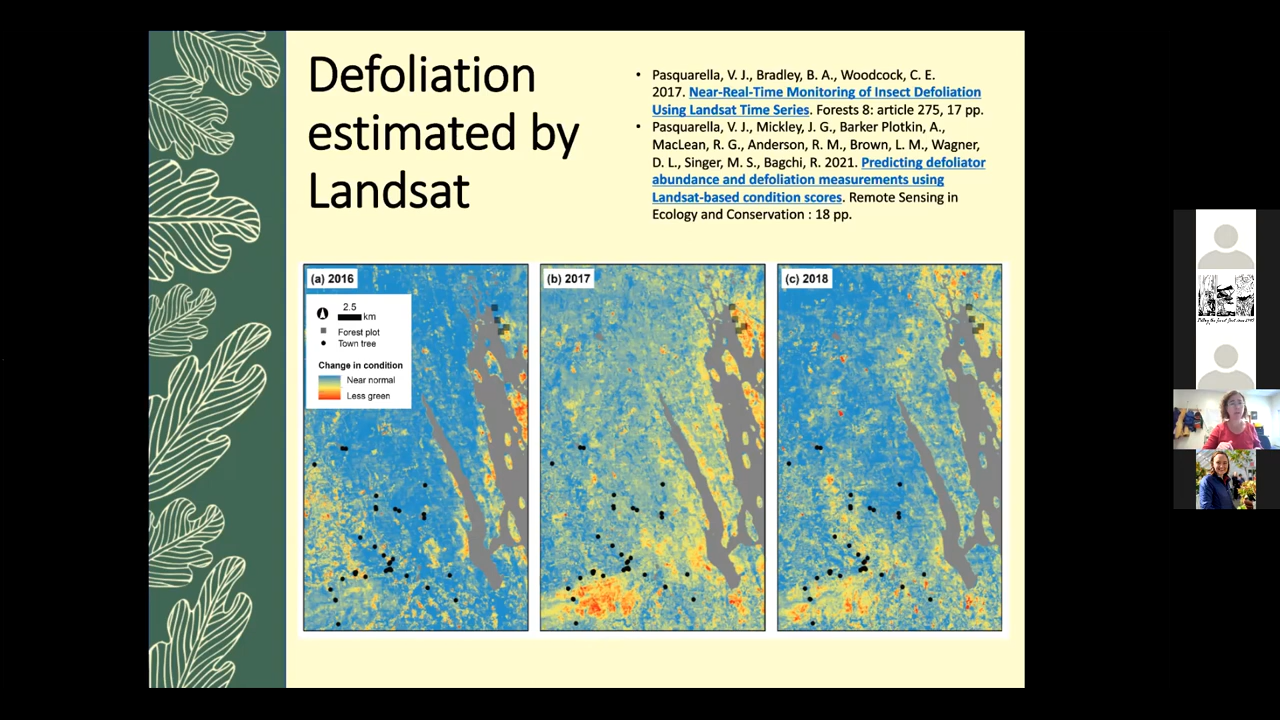 Defoliation
estimated by
Landsat
• Pasquarella, V. J., Bradley, B. A., Woodcock, C. E.
2017. Near-Real-Time Monitoring of Insect Defoliation
Using Landsat Time Series. Forests 8: article 275, 17 pp.
• Pasquarella, V. J., Mickley, J. G., Barker Plotkin, A.,
MacLean, R. G., Anderson, R. M., Brown, L. M., Wagner,
D. L., Singer, M. S., Bagchi, R. 2021. Predicting defoliator
abundance and defoliation measurements using
Landsat-based condition scores. Remote Sensing in
Ecology and Conservation : 18 pp.
(a) 2016
2.5
km
Forest plot
Town tree
Change in condition
Near normal
Less green
(b) 2017
(c) 2018